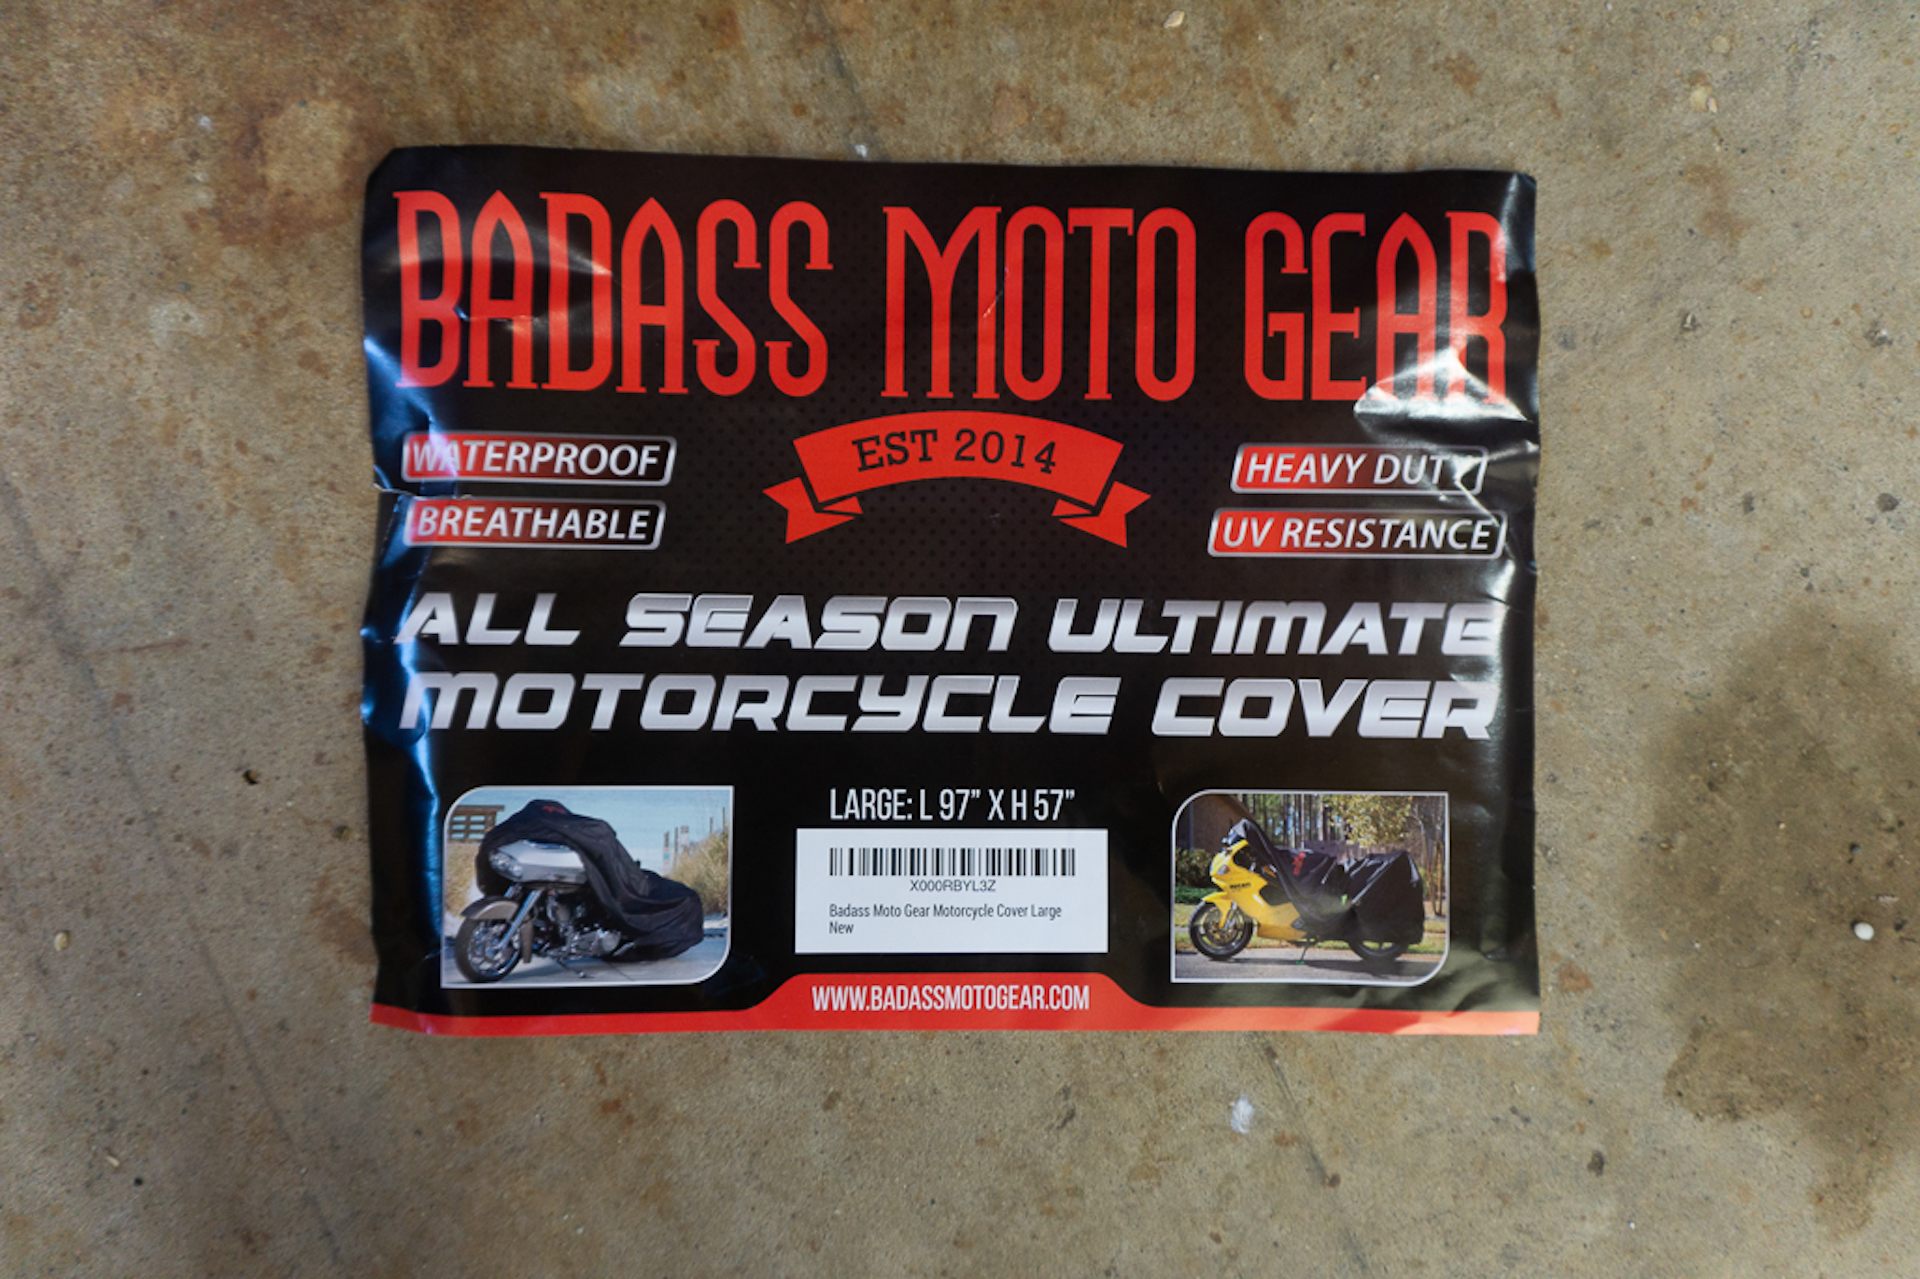 BADASS MOTO GEAR
EST 2014
WATERPROOF
BREATHABLE
HEAVY DUTY
UV RESISTANCE
ALL SEASON ULTIMATE
MOTORCYCLE COVER
LARGE: L 97” X H 57”
X000RBYL3Z
Badass Moto Gear Motorcycle Cover Large
New
WWW.BADASSMOTOGEAR.COM